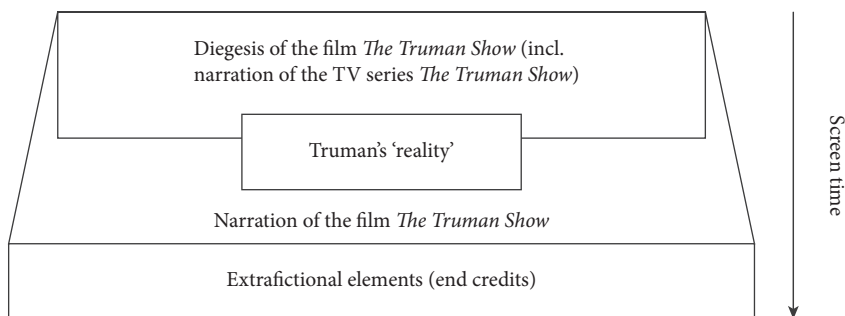 Diegesis of the film The Truman Show (incl.
narration of the TV series The Truman Show)
Truman’s ‘reality’
Narration of the film The Truman Show
Extrafictional elements (end credits)
Screen time